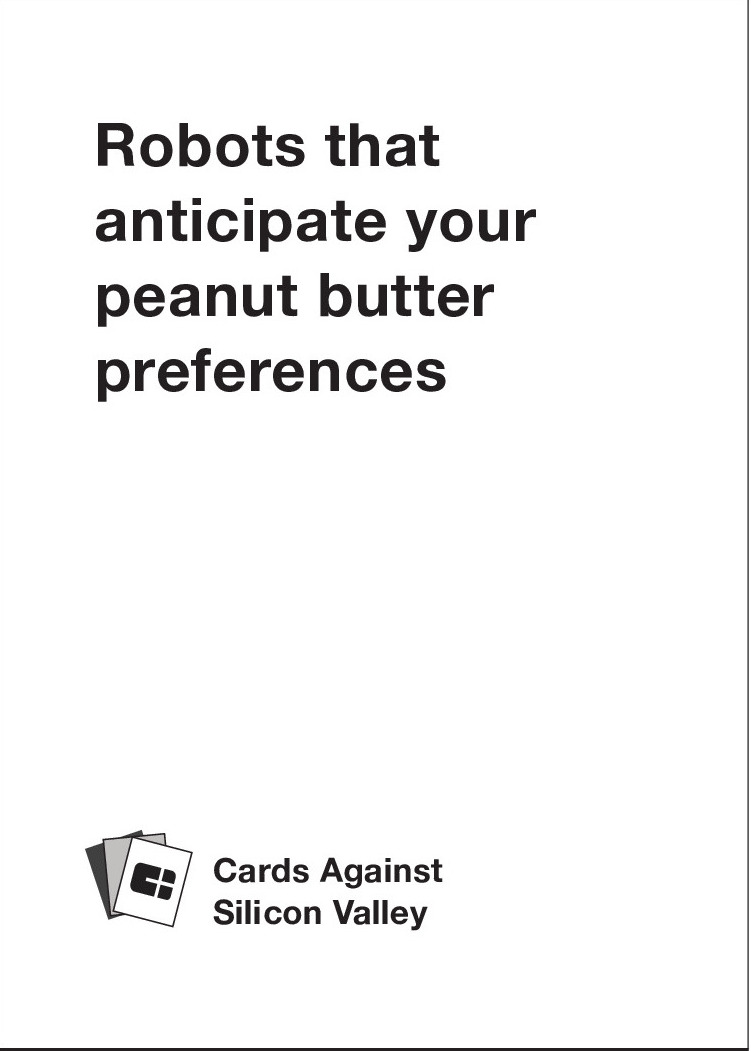 Robots that
anticipate your
peanut butter
preferences
Cards Against
Silicon Valley